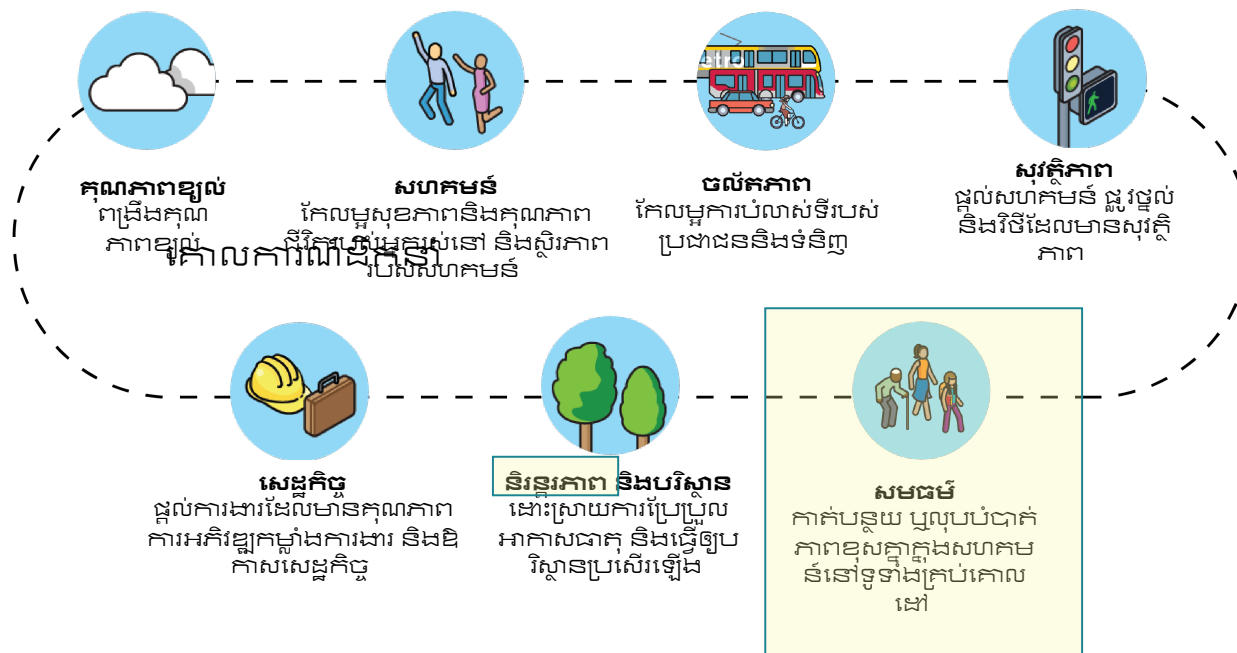 etro
គុណភាពខ្យល់
ពង្រឹងគុណ
ភាពខ្យល់
សហគមន៍
កែលម្អសុខភាពនិងគុណភាព
ជីវិតរបស់អ្នករស់នៅ និងស្ថិរភាព
របស់សហគមន៍
ចល័តភាព
កែលម្អការបំលាស់ទីរបស់
ប្រជាជននិងទំនិញ
សុវត្ថិភាព
ផ្តល់សហគមន៍ ផ្លូវថ្នល់
និងវិថីដែលមានសុវត្ថិ
ភាព
គោលការណ៍ដឹកនាំ
សេដ្ឋកិច្ច
ផ្តល់ការងារដែលមានគុណភាព
ការអភិវឌ្ឍកម្លាំងការងារ និងឱ
កាសសេដ្ឋកិច្ច
និរន្តរភាព និងបរិស្ថាន
ដោះស្រាយការប្រែប្រួល
អាកាសធាតុ និងធ្វើឲ្យប
រិស្ថានប្រសើរឡើង
សមធម៌
កាត់បន្ថយ ឬលុបបំបាត់
ភាពខុសគ្នាក្នុងសហគម
ន៍នៅទូទាំងគ្រប់គោល
ដៅ